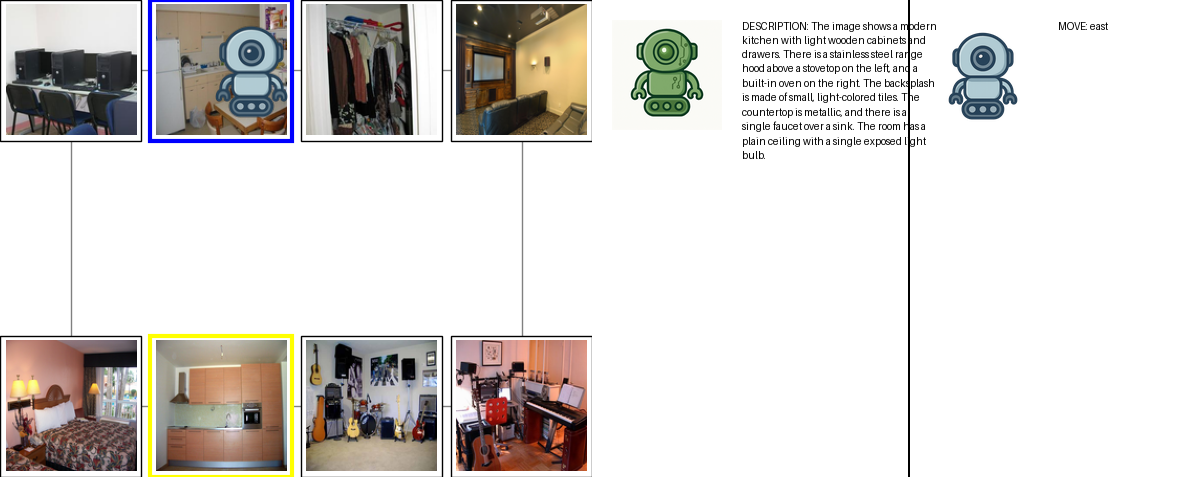 DESCRIPTION: The image shows a modern
kitchen with light wooden cabinets and
drawers. There is a stainless steel range
hood above a stovetop on the left, and a
built-in oven on the right. The backsplash
is made of small, light-colored tiles. The
countertop is metallic, and there is a
single faucet over a sink. The room has a
plain ceiling with a single exposed light
bulb.
MOVE: east